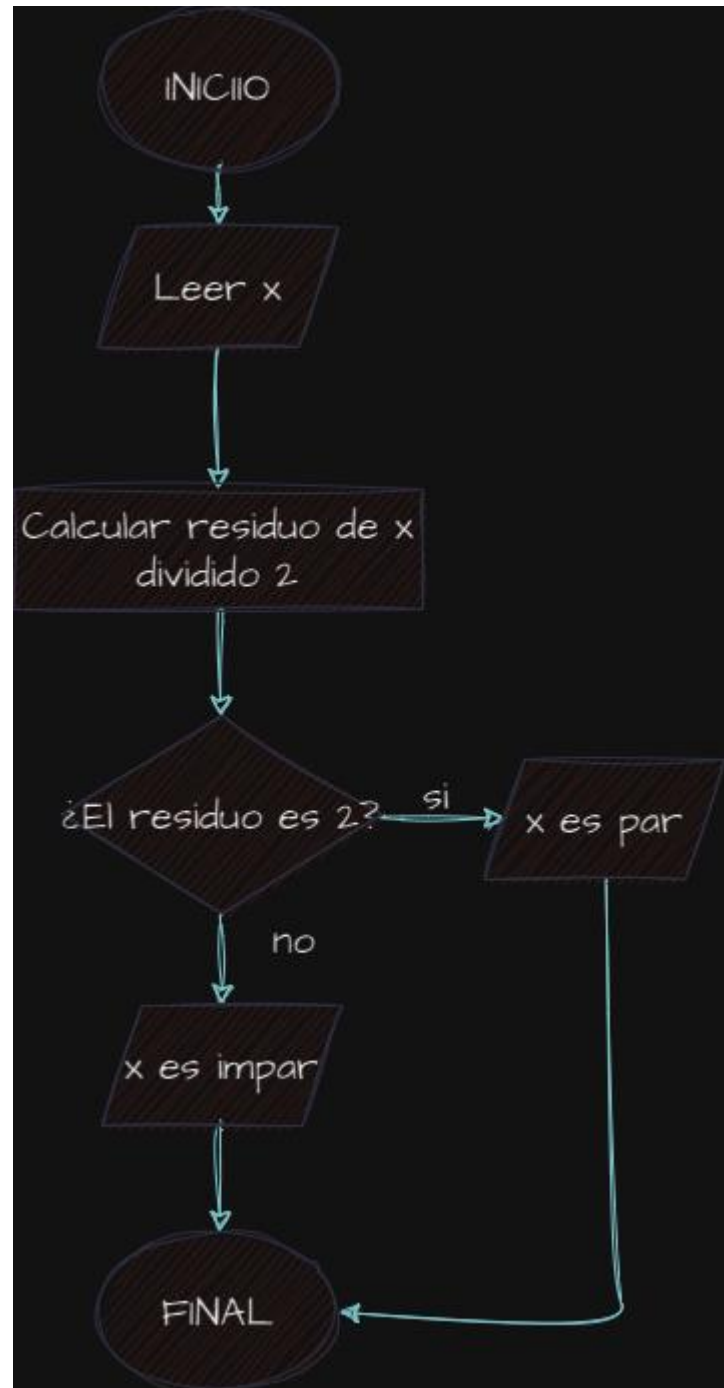 INICIIO
Leer x
Calcular residuo de x
dividido 2
¿El residuo es 2?
si
x es par
no
x es impar
FINAL